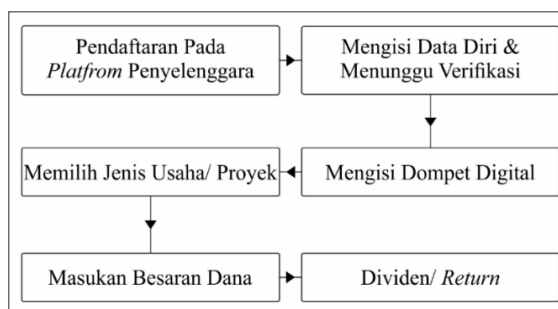 Pendaftaran Pada
Platfrom Penyelenggara
Mengisi Data Diri &
Menunggu Verifikasi
Mengisi Dompet Digital
Memilih Jenis Usaha/ Proyek
Masukan Besaran Dana
Dividen/ Return